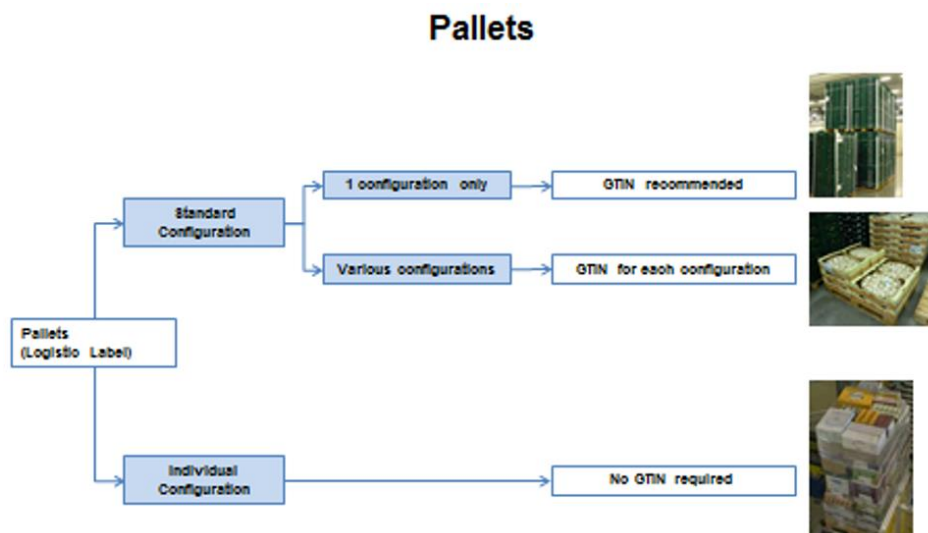 Pallets
1 configuration only
GTIN recommended
Standard
Configuration
Various configurations
GTIN for each configuration
Pallets
(Logistic Label)
Individual
Configuration
No GTIN required